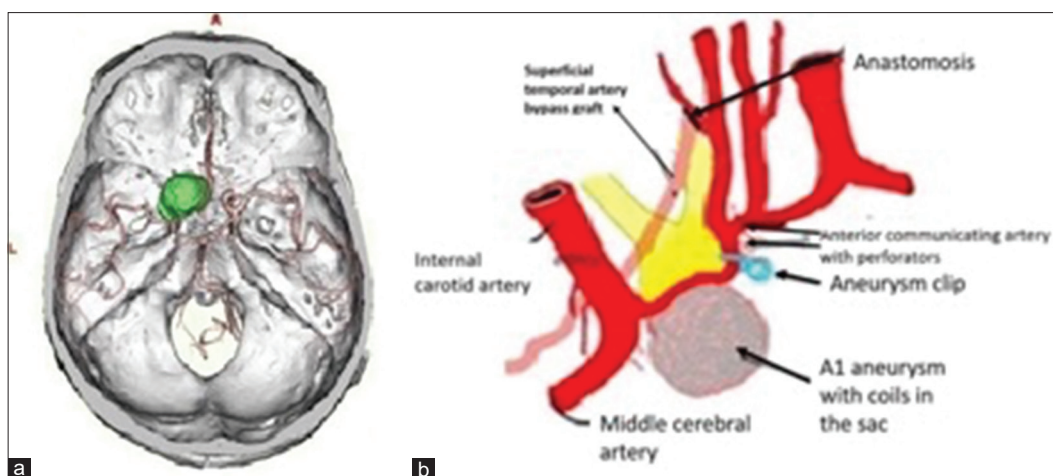 A
L
a
b
Superficial
temporal artery
bypass graft
Anastomosis
Internal
carotid artery
Anterior communicating artery
with perforators
Aneurysm clip
A1 aneurysm
with coils in
the sac
Middle cerebral
artery